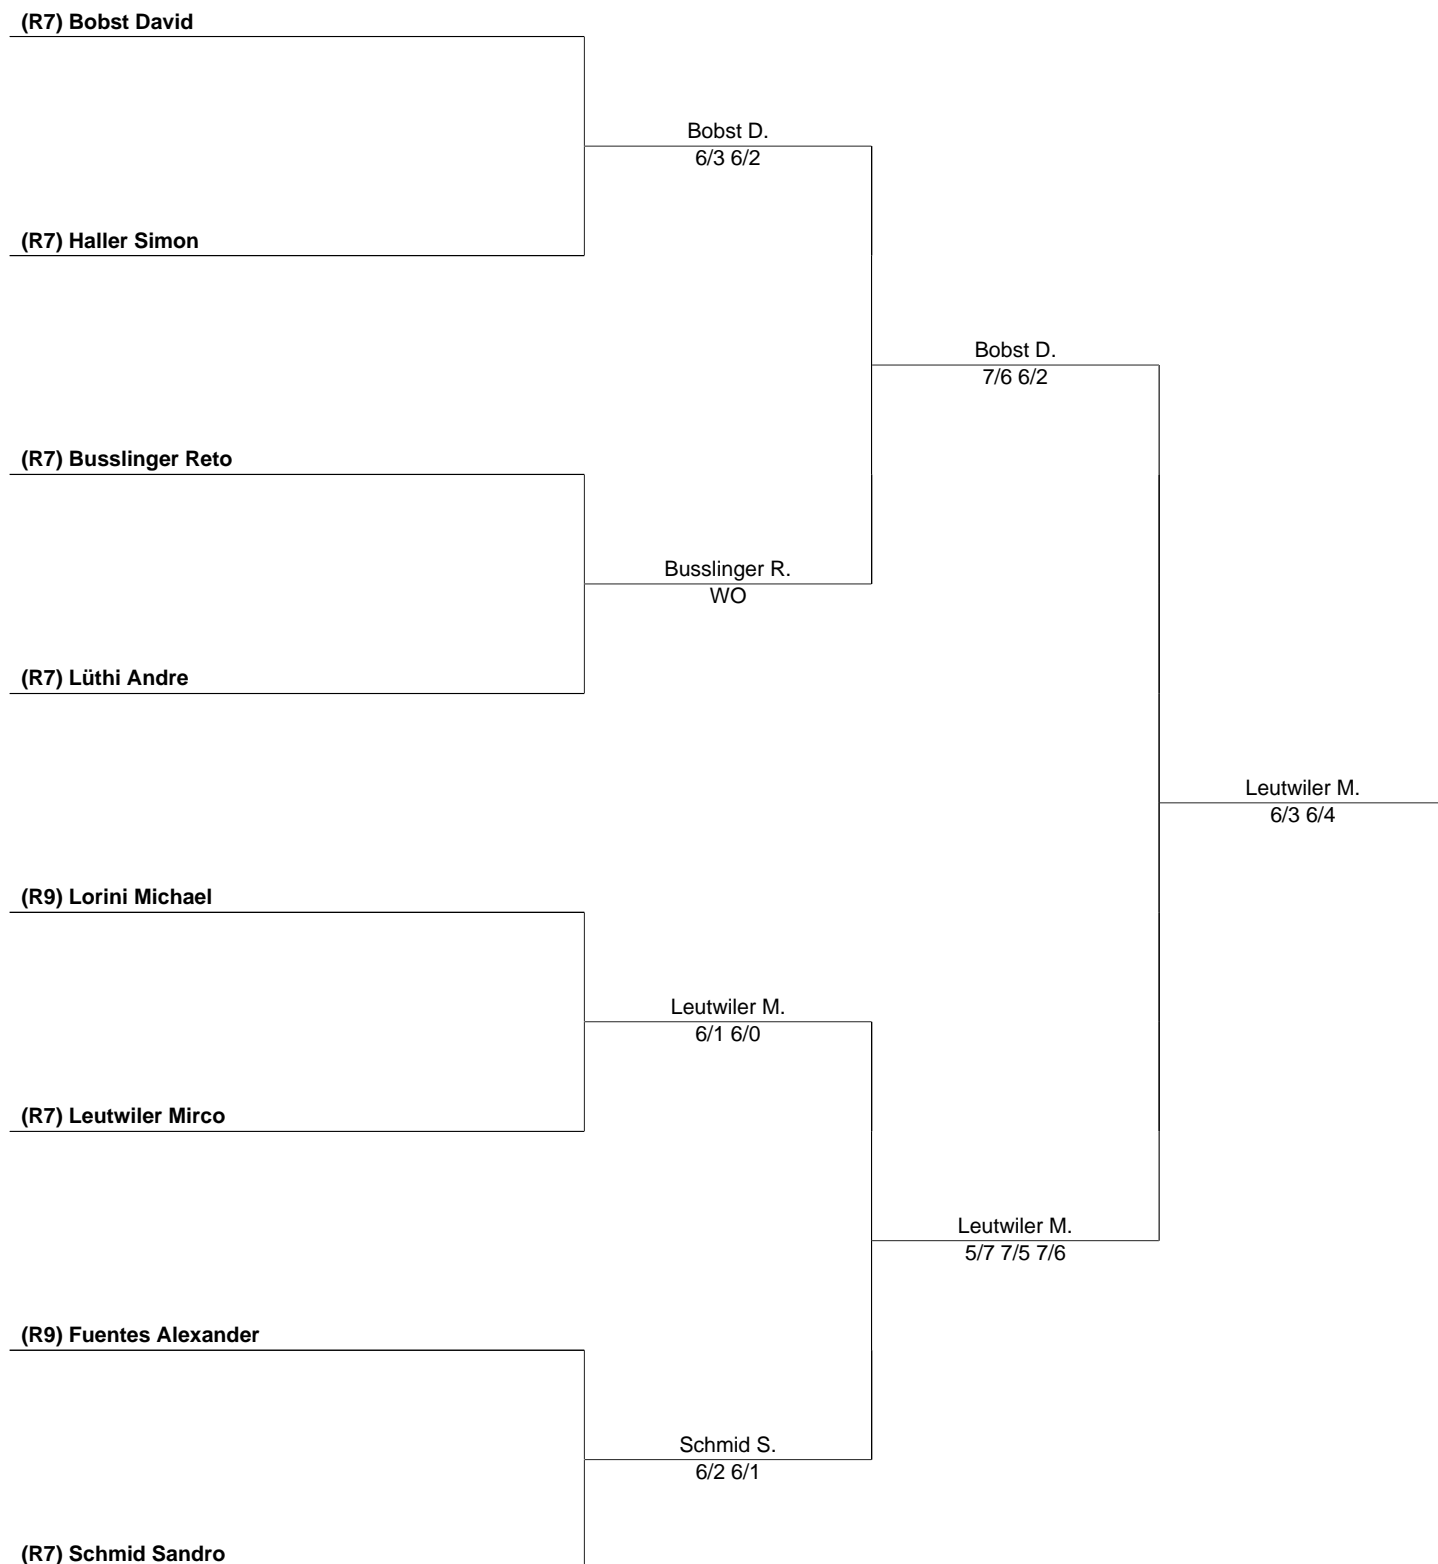 (R7) Bobst David
Bobst D.
6/3 6/2
(R7) Haller Simon
Bobst D.
7/6 6/2
(R7) Busslinger Reto
Busslinger R.
WO
(R7) Lüthi Andre
Leutwiler M.
6/3 6/4
(R9) Lorini Michael
Leutwiler M.
6/1 6/0
(R7) Leutwiler Mirco
Leutwiler M.
5/7 7/5 7/6
(R9) Fuentes Alexander
Schmid S.
6/2 6/1
(R7) Schmid Sandro